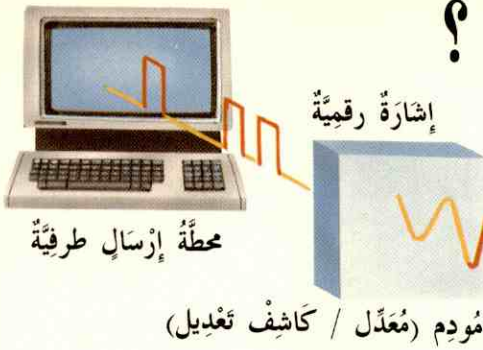 ؟
إِشَارَةٌ رقمِيَّةٌ
محطَّةُ إِرْسَالٍ طرفِيَّةٌ
مُودِم (مُعَدِّل / كَاشِفْ تَعْدِيل)